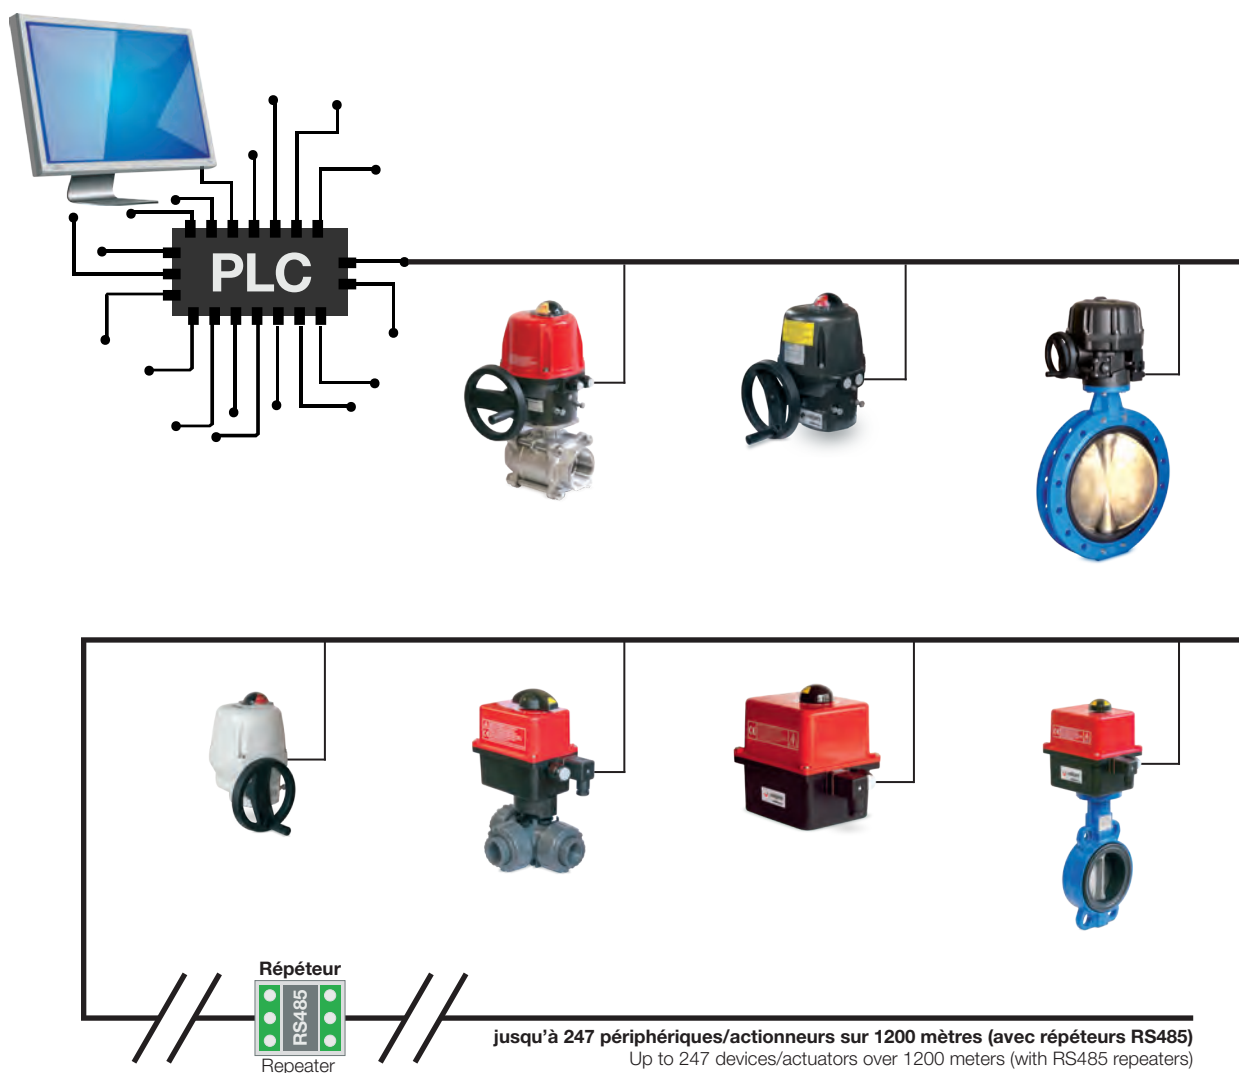 PLC
Répéteur
RS485
Repeater
jusqu'à 247 périphériques/actionneurs sur 1200 mètres (avec répéteurs RS485)
Up to 247 devices/actuators over 1200 meters (with RS485 repeaters)